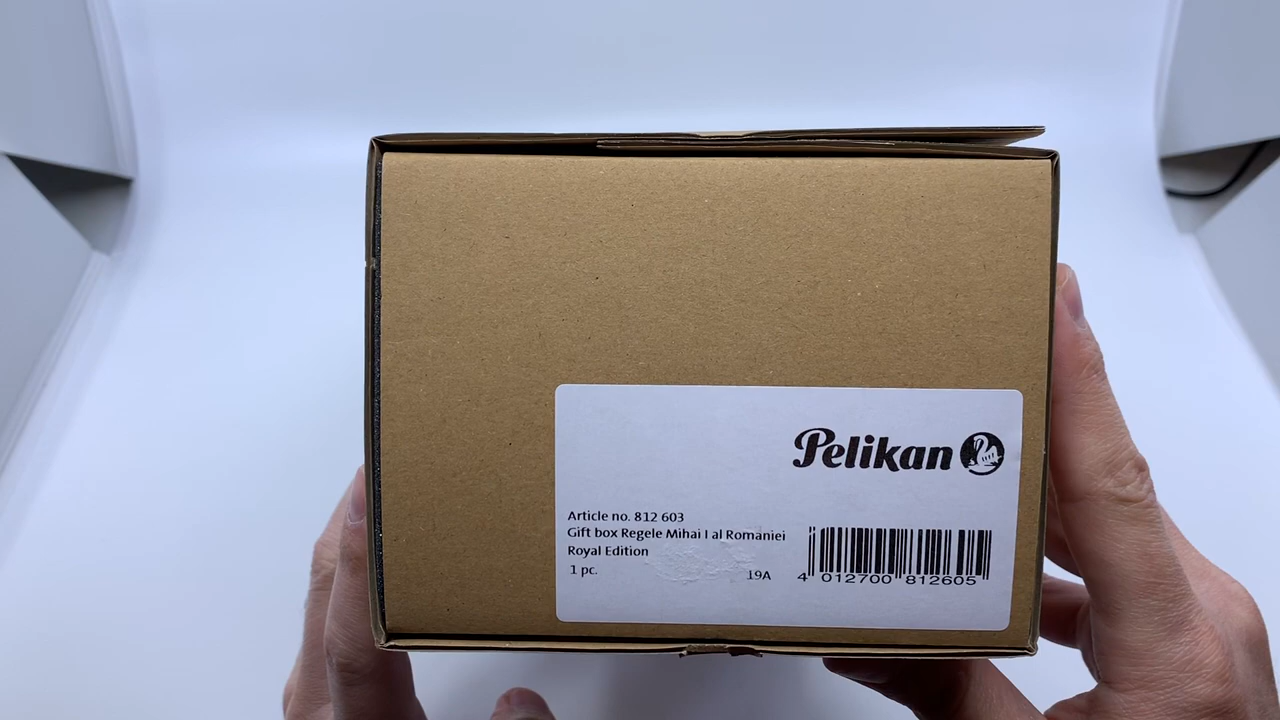 Pelikan
Article no. 812 603
Gift box Regele Mihai I al Romaniei
Royal Edition
1 pc.
19A
4 012700 812605